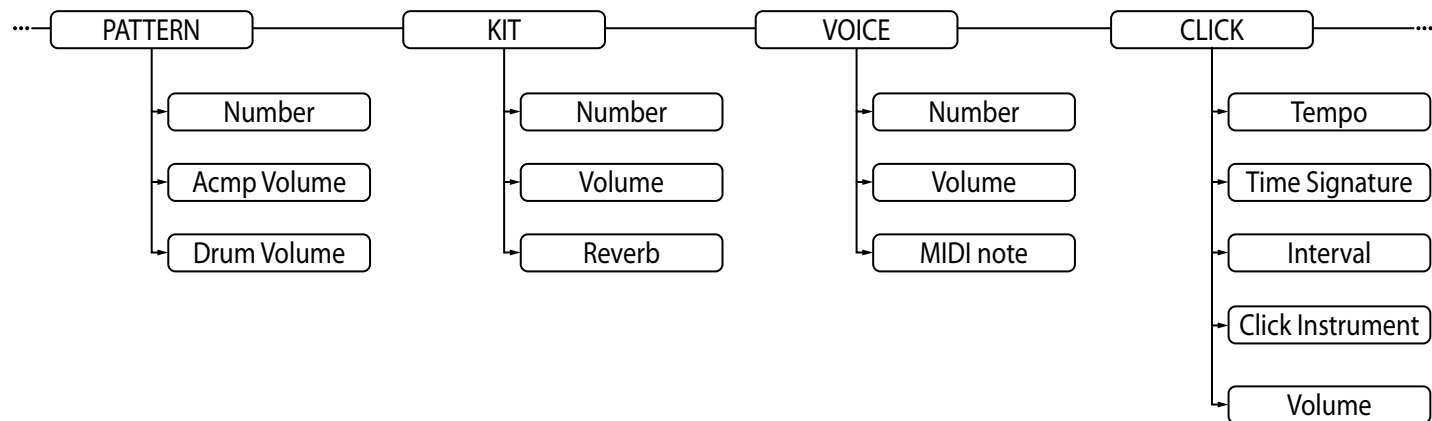 ... PATTERN KIT VOICE CLICK ...
Number Number Number Tempo
Acmp Volume Volume Volume Time Signature
Drum Volume Reverb MIDI note Interval
Click Instrument
Volume